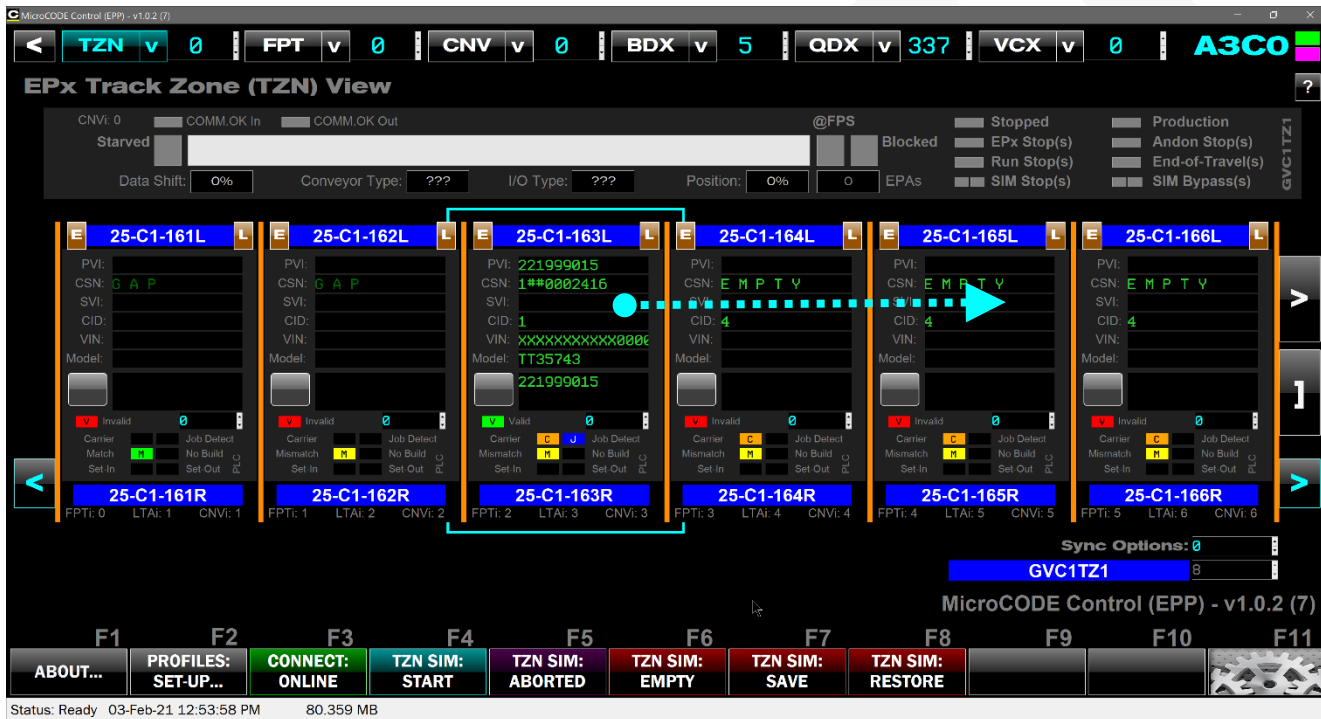 C MicroCODE Control (EPP) - v1.0.2 (7)
< TZN v 0 FPT v 0 CNV v 0 BDX v 5 QDX v 337 VCX v 0 A3C0
EPx Track Zone (TZN) View ?
CNVi: 0 COMM.OK In COMM.OK Out @FPS Stopped Production
Starved Blocked EPx Stop(s) Andon Stop(s)
Run Stop(s) End-of-Travel(s)
Data Shift: 0% Conveyor Type: ??? I/O Type: ??? Position: 0% 0 EPAs SIM Stop(s) SIM Bypass(s)
GVC1TZ1
E 25-C1-161L L E 25-C1-162L L E 25-C1-163L L E 25-C1-164L L E 25-C1-165L L E 25-C1-166L L
PVI: PVI: PVI: 221999015 PVI: PVI: PVI:
CSN: G A P CSN: G A P CSN: 1##0002416 CSN: E M P T Y CSN: E M P T Y CSN: E M P T Y
SVI: SVI: SVI: SVI: SVI: SVI:
CID: CID: CID: 1 CID: 4 CID: 4 CID: 4
VIN: VIN: VIN: XXXXXXXXXXX0000 VIN: VIN: VIN:
Model: Model: Model: TT35743 Model: Model: Model:
221999015
V Invalid 0 V Invalid 0 V Valid 0 V Invalid 0 V Invalid 0 V Invalid 0
Carrier Job Detect Carrier Job Detect Carrier C J Job Detect Carrier C Job Detect Carrier C Job Detect Carrier C Job Detect
Match M No Build Mismatch M No Build Mismatch M No Build Mismatch M No Build Mismatch M No Build Mismatch M No Build
Set-In Set-Out PLC Set-In Set-Out PLC Set-In Set-Out PLC Set-In Set-Out PLC Set-In Set-Out PLC Set-In Set-Out PLC
25-C1-161R 25-C1-162R 25-C1-163R 25-C1-164R 25-C1-165R 25-C1-166R
FPTi: 0 LTAi: 1 CNVi: 1 FPTi: 1 LTAi: 2 CNVi: 2 FPTi: 2 LTAi: 3 CNVi: 3 FPTi: 3 LTAi: 4 CNVi: 4 FPTi: 4 LTAi: 5 CNVi: 5 FPTi: 5 LTAi: 6 CNVi: 6
>
]
< >
Sync Options: 0
GVC1TZ1 8
MicroCODE Control (EPP) - v1.0.2 (7)
F1 F2 F3 F4 F5 F6 F7 F8 F9 F10 F11
ABOUT... PROFILES: CONNECT: TZN SIM: TZN SIM: TZN SIM: TZN SIM: TZN SIM:
SET-UP... ONLINE START ABORTED EMPTY SAVE RESTORE
Status: Ready 03-Feb-21 12:53:58 PM 80.359 MB